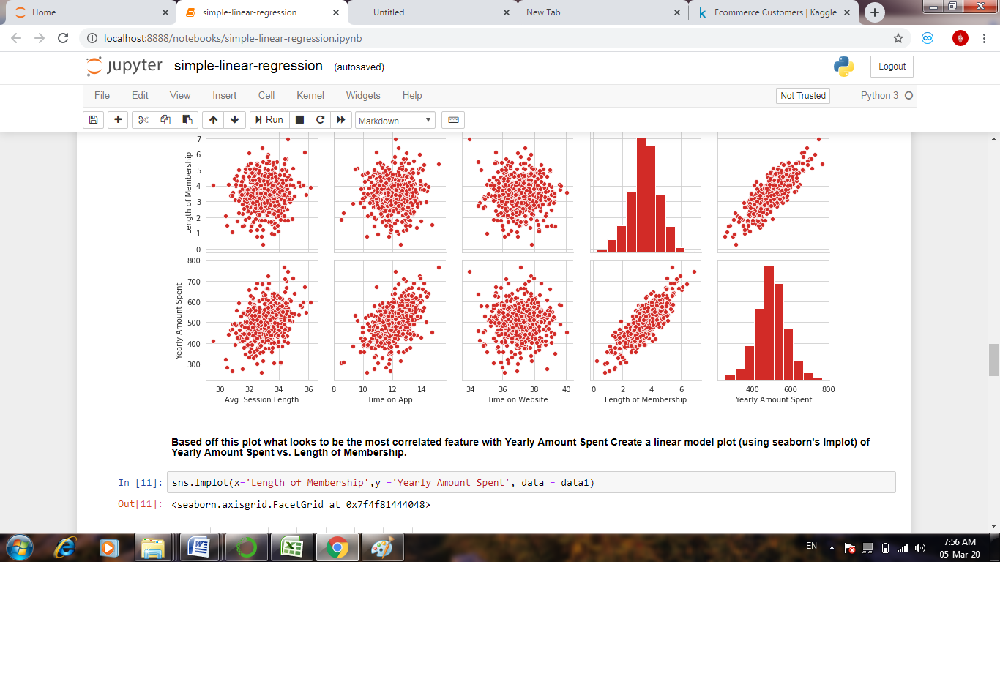 Home
simple-linear-regression
Untitled
New Tab
Ecommerce Customers | Kaggle
localhost:8888/notebooks/simple-linear-regression.ipynb
jupyter simple-linear-regression (autosaved)
Logout
File Edit View Insert Cell Kernel Widgets Help
Not Trusted
Python 3
Run
Markdown
7
6
5
4
3
2
1
0
Length of Membership
800
700
600
500
400
300
Yearly Amount Spent
30 32 34 36
8 10 12 14
34 36 38 40
0 2 4 6
400 600 800
Avg. Session Length
Time on App
Time on Website
Length of Membership
Yearly Amount Spent
Based off this plot what looks to be the most correlated feature with Yearly Amount Spent Create a linear model plot (using seaborn's lmplot) of
Yearly Amount Spent vs. Length of Membership.
In [11]: sns.lmplot(x='Length of Membership',y ='Yearly Amount Spent', data = data1)
Out[11]: <seaborn.axisgrid.FacetGrid at 0x7f4f81444048>
EN
7:56 AM
05-Mar-20